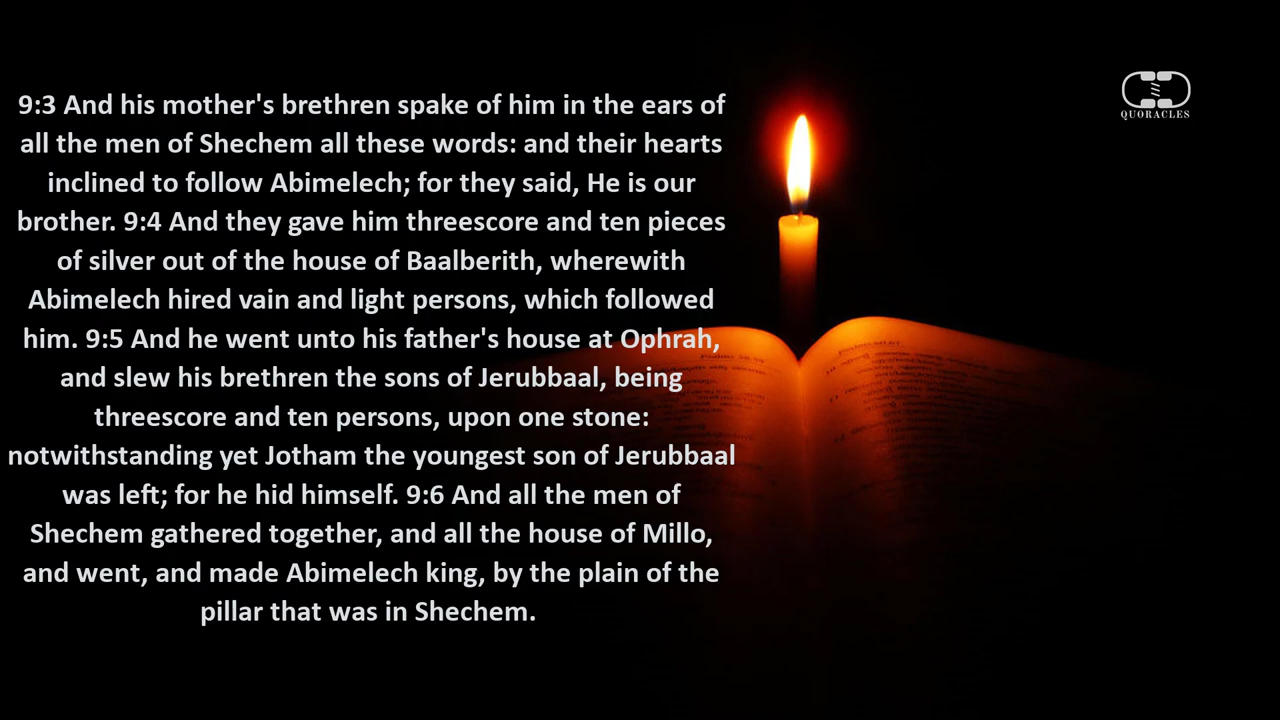 9:3 And his mother's brethren spake of him in the ears of
all the men of Shechem all these words: and their hearts
inclined to follow Abimelech; for they said, He is our
brother. 9:4 And they gave him threescore and ten pieces
of silver out of the house of Baalberith, wherewith
Abimelech hired vain and light persons, which followed
him. 9:5 And he went unto his father's house at Ophrah,
and slew his brethren the sons of Jerubbaal, being
threescore and ten persons, upon one stone:
notwithstanding yet Jotham the youngest son of Jerubbaal
was left; for he hid himself. 9:6 And all the men of
Shechem gathered together, and all the house of Millo,
and went, and made Abimelech king, by the plain of the
pillar that was in Shechem.
QUORACLES